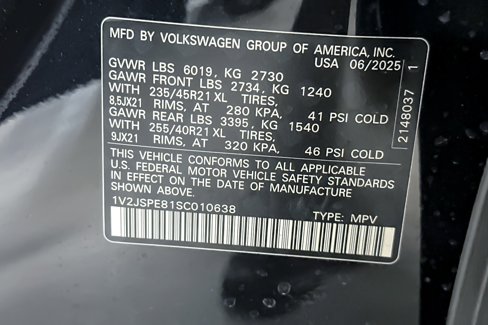 MFD BY VOLKSWAGEN GROUP OF AMERICA, INC.
USA 06/2025
GVWR LBS 6019, KG 2730
GAWR FRONT LBS 2734, KG 1240
WITH 235/45R21 XL TIRES,
8,5JX21 RIMS, AT 280 KPA, 41 PSI COLD
GAWR REAR LBS 3395, KG 1540
WITH 255/40R21 XL TIRES,
9JX21 RIMS, AT 320 KPA, 46 PSI COLD
THIS VEHICLE CONFORMS TO ALL APPLICABLE
U.S. FEDERAL MOTOR VEHICLE SAFETY STANDARDS
IN EFFECT ON THE DATE OF MANUFACTURE
SHOWN ABOVE.
1V2JSPE81SC010638 TYPE: MPV
2148037 1